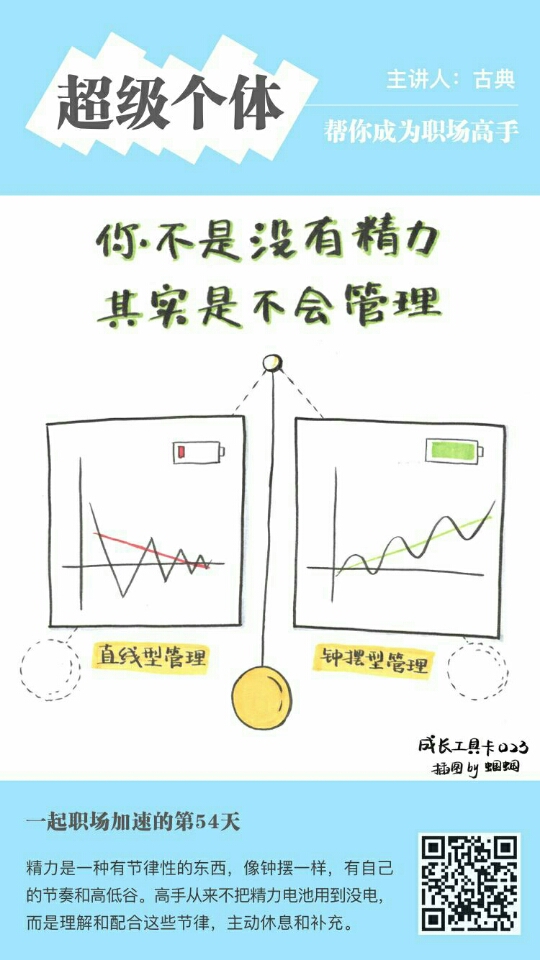 超级个体
主讲人：古典
帮你成为职场高手
你不是没有精力
其实是不会管理
直线型管理
钟摆型管理
成长工具卡023
插图by 蝈蝈
一起职场加速的第54天
精力是一种有节律性的东西，像钟摆一样，有自己
的节奏和高低谷。高手从来不把精力电池用到没电，
而是理解和配合这些节律，主动休息和补充。